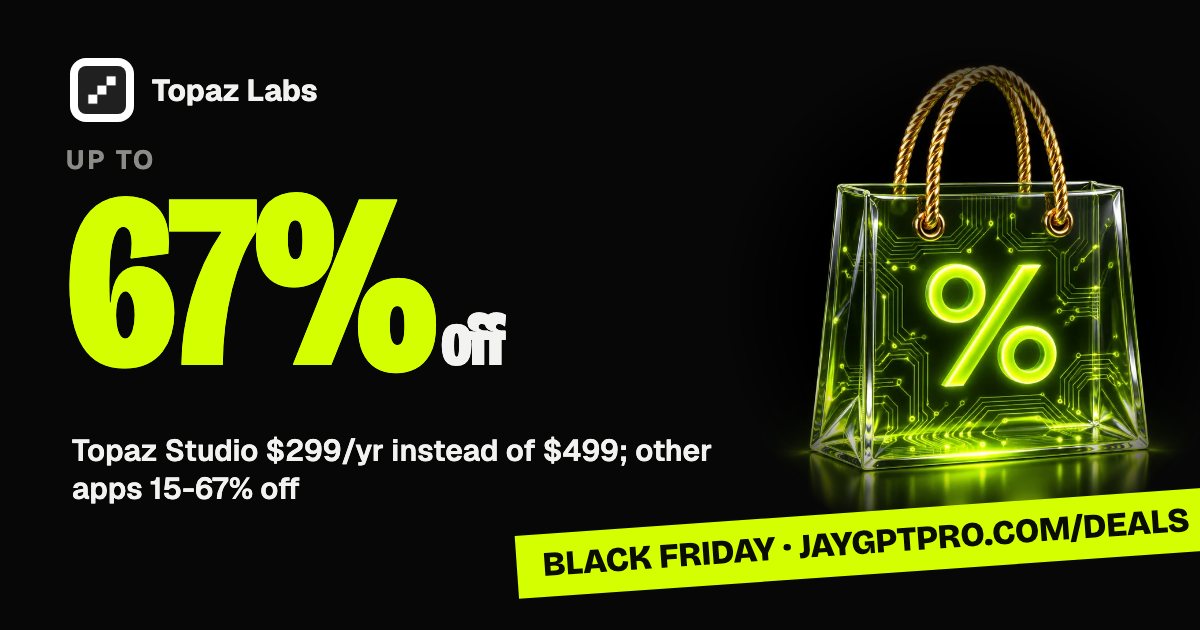 Topaz Labs
UP TO
67% off
Topaz Studio $299/yr instead of $499; other
apps 15-67% off
%
BLACK FRIDAY · JAYGPTPRO.COM/DEALS